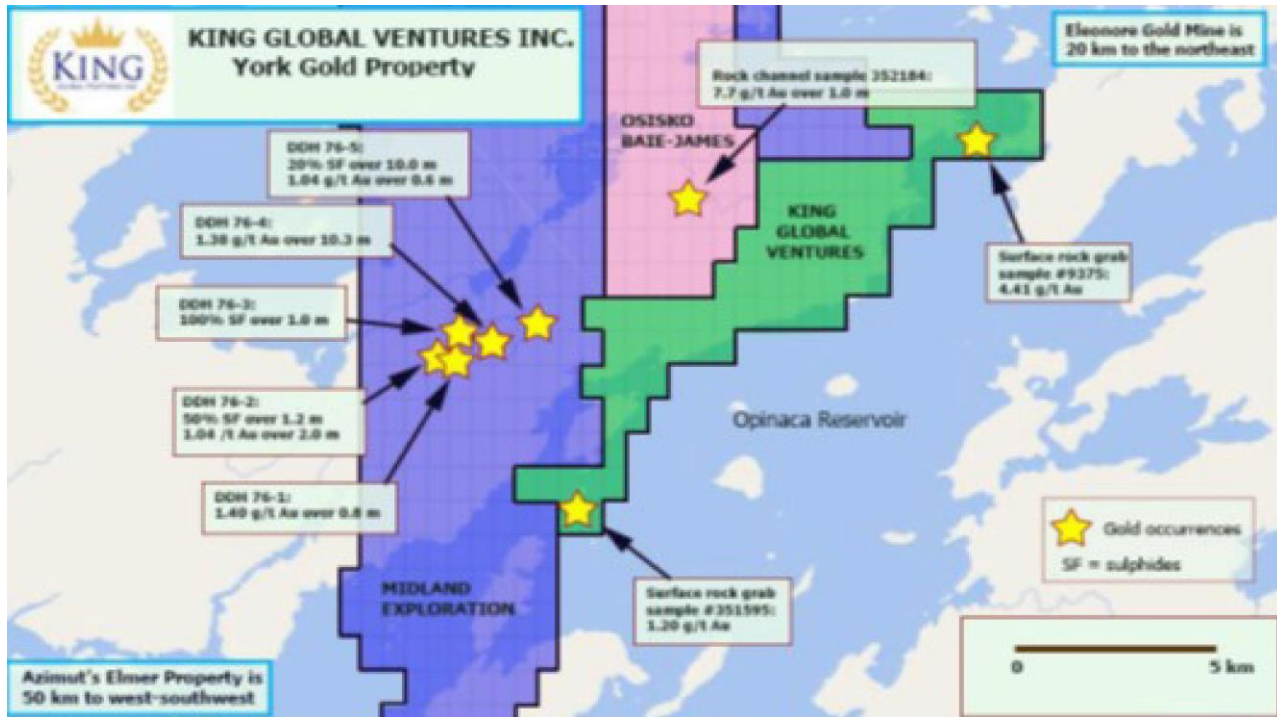 KING
KING GLOBAL VENTURES INC.
York Gold Property
Eleonore Gold Mine is
20 km to the northeast
Rock channel sample 352184:
7.7 g/t Au over 1.0 m
OSISKO
BAIE-JAMES
DDH 76-5:
20% SF over 10.0 m
1.04 g/t Au over 0.6 m
DDH 76-4:
1.38 g/t Au over 10.3 m
KING
GLOBAL
VENTURES
Surface rock grab
sample #9375:
4.41 g/t Au
DDH 76-3:
100% SF over 1.0 m
DDH 76-2:
50% SF over 1.2 m
1.04 /t Au over 2.0 m
Opinaca Reservoir
DDH 76-1:
1.40 g/t Au over 0.8 m
Gold occurrences
SF = sulphides
MIDLAND
EXPLORATION
Surface rock grab
sample #351595:
1.20 g/t Au
Azimut's Elmer Property is
50 km to west-southwest
0 5 km